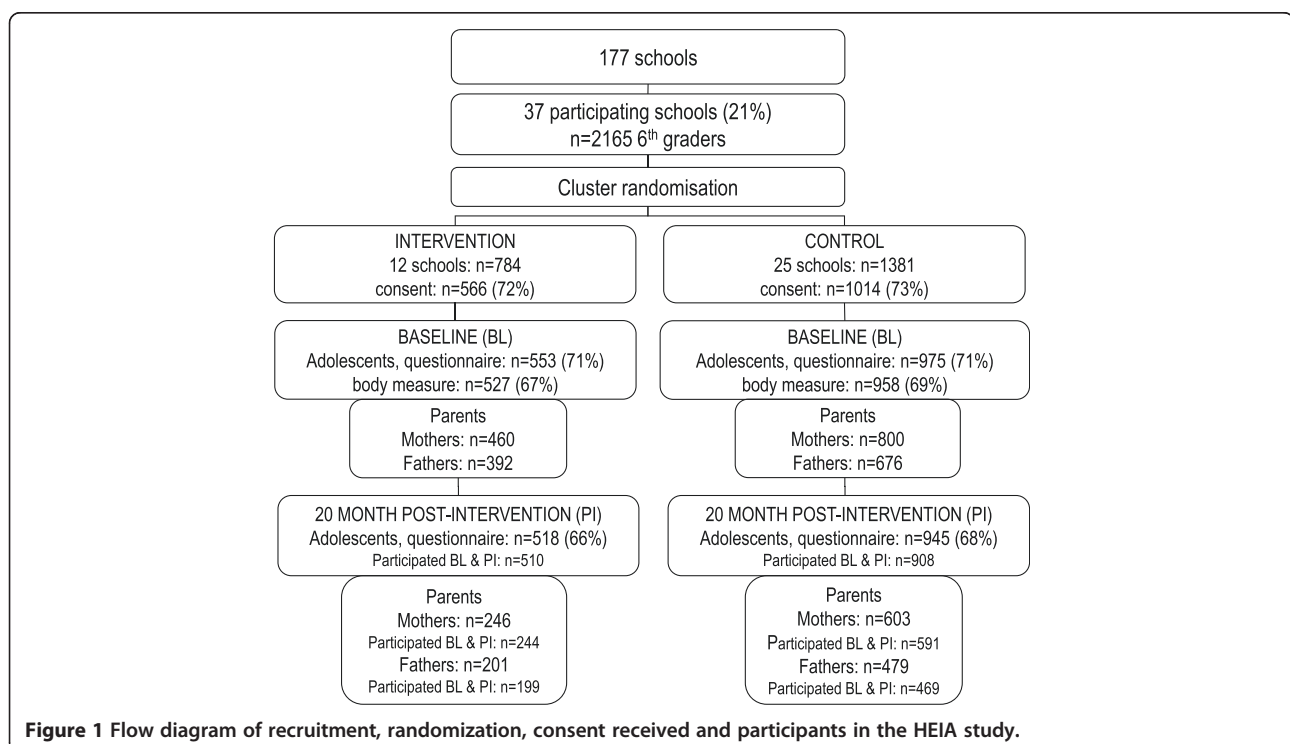 177 schools
37 participating schools (21%)
n=2165 6th graders
Cluster randomisation
INTERVENTION
12 schools: n=784
consent: n=566 (72%)
CONTROL
25 schools: n=1381
consent: n=1014 (73%)
BASELINE (BL)
Adolescents, questionnaire: n=553 (71%)
body measure: n=527 (67%)
BASELINE (BL)
Adolescents, questionnaire: n=975 (71%)
body measure: n=958 (69%)
Parents
Mothers: n=460
Fathers: n=392
Parents
Mothers: n=800
Fathers: n=676
20 MONTH POST-INTERVENTION (PI)
Adolescents, questionnaire: n=518 (66%)
Participated BL & PI: n=510
20 MONTH POST-INTERVENTION (PI)
Adolescents, questionnaire: n=945 (68%)
Participated BL & PI: n=908
Parents
Mothers: n=246
Participated BL & PI: n=244
Fathers: n=201
Participated BL & PI: n=199
Parents
Mothers: n=603
Participated BL & PI: n=591
Fathers: n=479
Participated BL & PI: n=469
Figure 1 Flow diagram of recruitment, randomization, consent received and participants in the HEIA study.